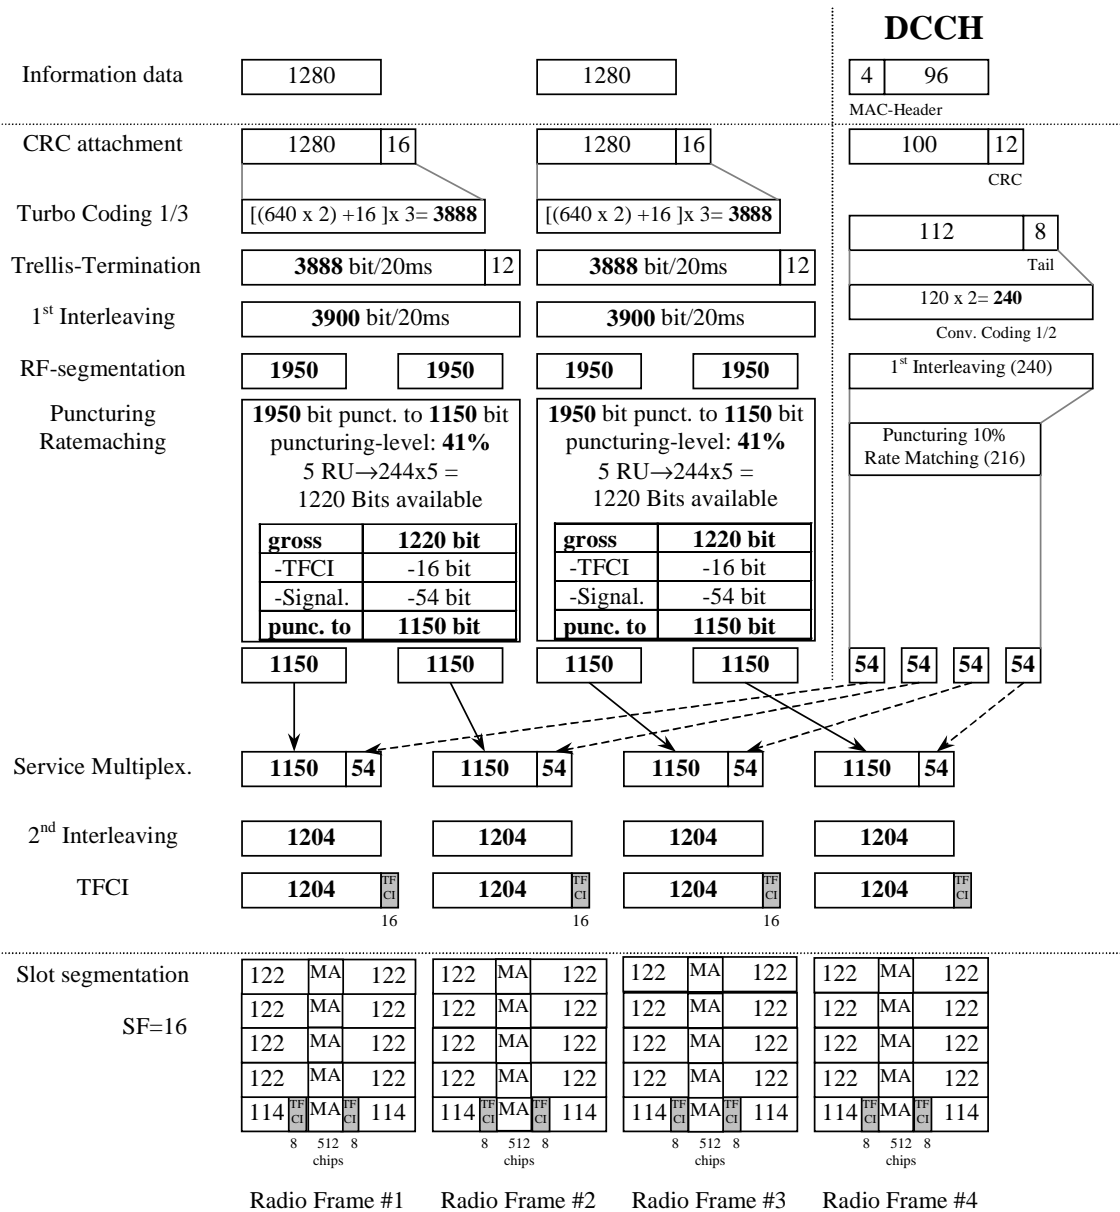 DCCH
Information data 1280 1280 4 96
MAC-Header
CRC attachment 1280 16 1280 16 100 12
CRC
Turbo Coding 1/3 [(640 x 2) +16 ]x 3= 3888 [(640 x 2) +16 ]x 3= 3888
112 8
Trellis-Termination 3888 bit/20ms 12 3888 bit/20ms 12 Tail
120 x 2= 240
1st Interleaving 3900 bit/20ms 3900 bit/20ms
Conv. Coding 1/2
RF-segmentation 1950 1950 1950 1950 1st Interleaving (240)
Puncturing
Ratemaching
1950 bit punct. to 1150 bit
puncturing-level: 41%
5 RU→244x5 =
1220 Bits available
gross 1220 bit
-TFCI -16 bit
-Signal. -54 bit
punc. to 1150 bit
1950 bit punct. to 1150 bit
puncturing-level: 41%
5 RU→244x5 =
1220 Bits available
gross 1220 bit
-TFCI -16 bit
-Signal. -54 bit
punc. to 1150 bit
Puncturing 10%
Rate Matching (216)
1150 1150 1150 1150 54 54 54 54
Service Multiplex. 1150 54 1150 54 1150 54 1150 54
2nd Interleaving 1204 1204 1204 1204
TFCI 1204 TF CI 1204 TF CI 1204 TF CI 1204 TF CI
16 16 16
Slot segmentation 122 MA 122 122 MA 122 122 MA 122 122 MA 122
SF=16 122 MA 122 122 MA 122 122 MA 122 122 MA 122
122 MA 122 122 MA 122 122 MA 122 122 MA 122
122 MA 122 122 MA 122 122 MA 122 122 MA 122
114 TF CI MA TF CI 114 114 TF CI MA TF CI 114 114 TF CI MA TF CI 114 114 TF CI MA TF CI 114
8 512 8 8 512 8 8 512 8 8 512 8
chips chips chips chips
Radio Frame #1 Radio Frame #2 Radio Frame #3 Radio Frame #4